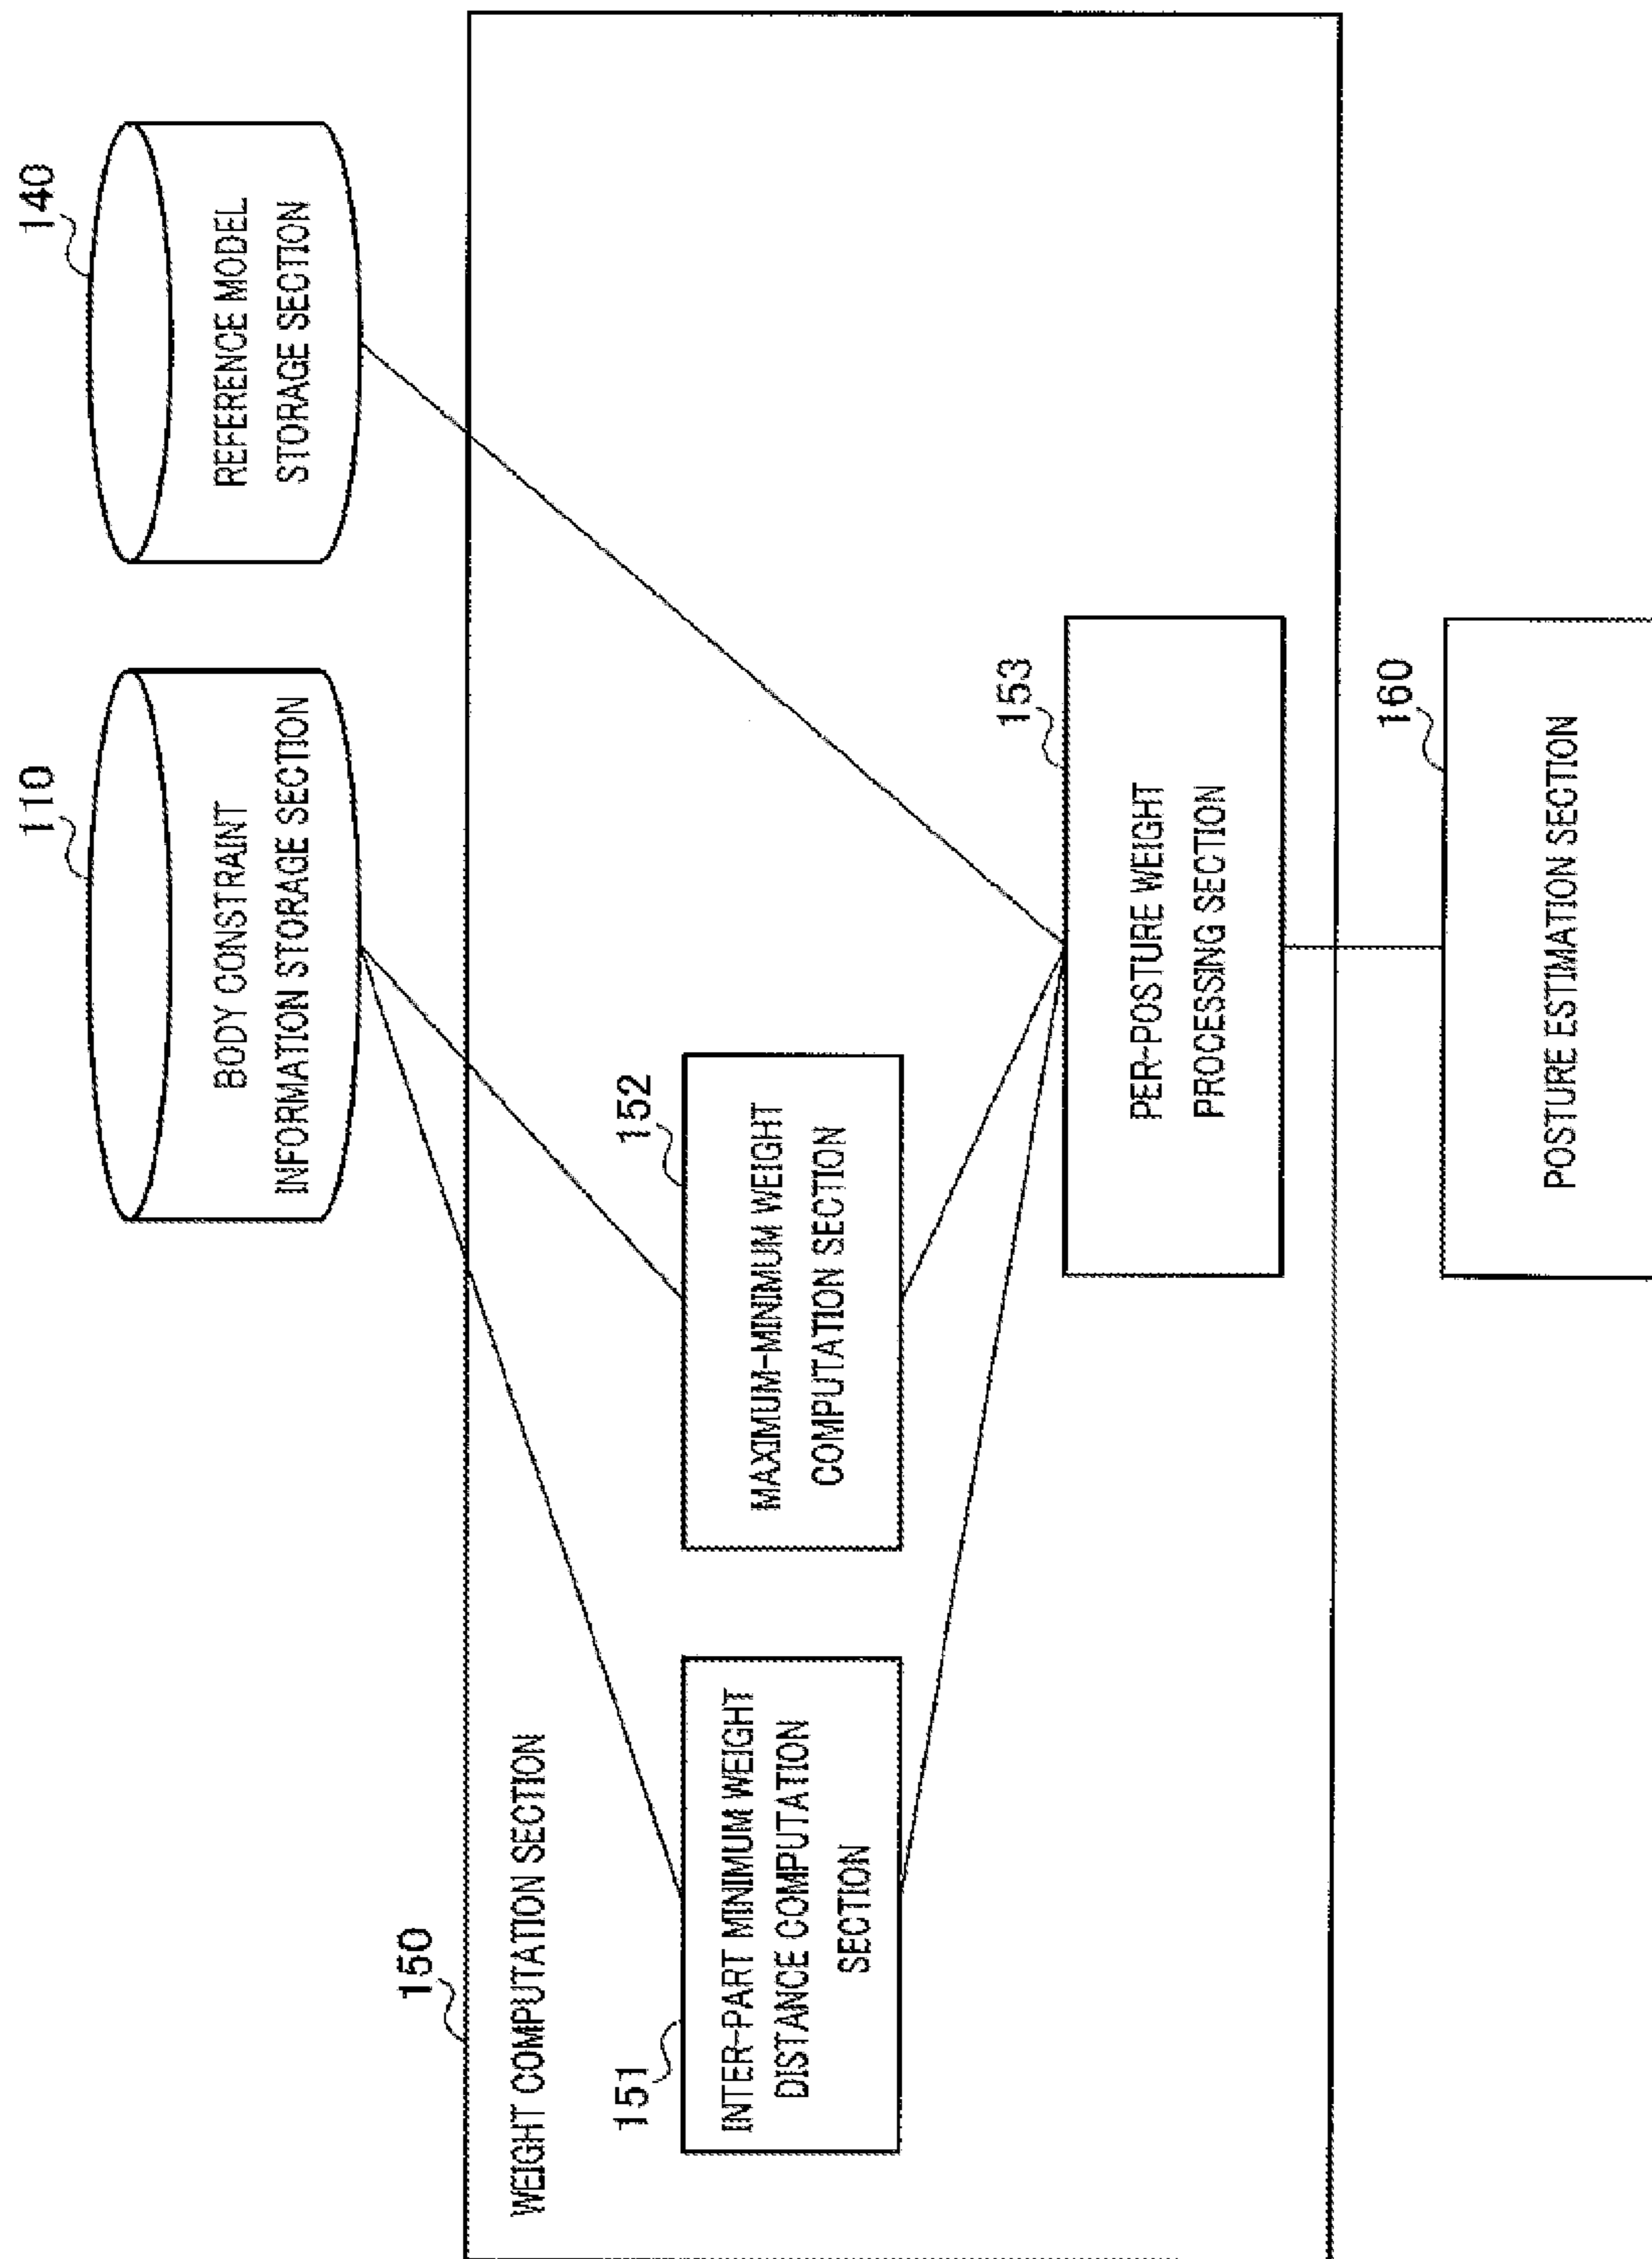 110
BODY CONSTRAINT
INFORMATION STORAGE SECTION
140
REFERENCE MODEL
STORAGE SECTION
150
WEIGHT COMPUTATION SECTION
151
INTER-PART MINIMUM WEIGHT
DISTANCE COMPUTATION
SECTION
152
MAXIMUM-MINIMUM WEIGHT
COMPUTATION SECTION
153
PER-POSTURE WEIGHT
PROCESSING SECTION
160
POSTURE ESTIMATION SECTION